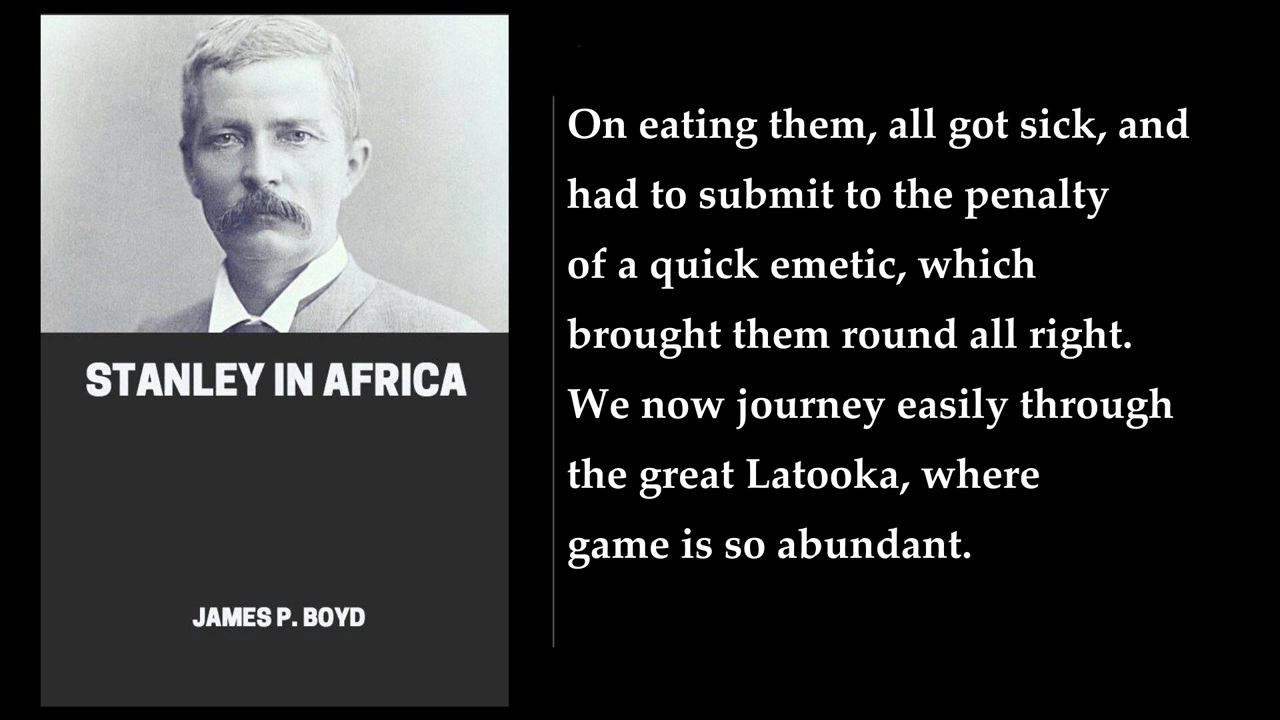 STANLEY IN AFRICA
JAMES P. BOYD
On eating them, all got sick, and
had to submit to the penalty
of a quick emetic, which
brought them round all right.
We now journey easily through
the great Latooka, where
game is so abundant.